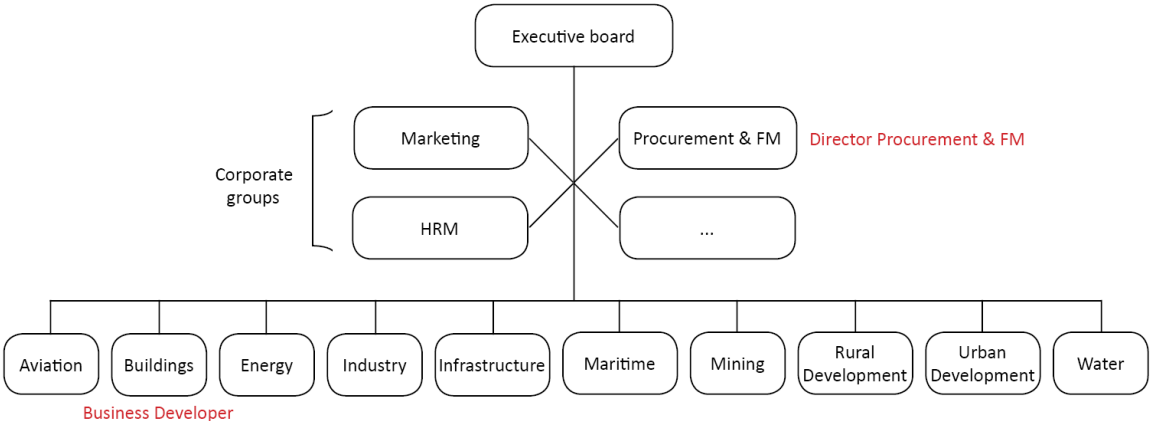 Executive board
Marketing
Procurement & FM
Director Procurement & FM
Corporate
groups
HRM
...
Aviation
Buildings
Energy
Industry
Infrastructure
Maritime
Mining
Rural
Development
Urban
Development
Water
Business Developer